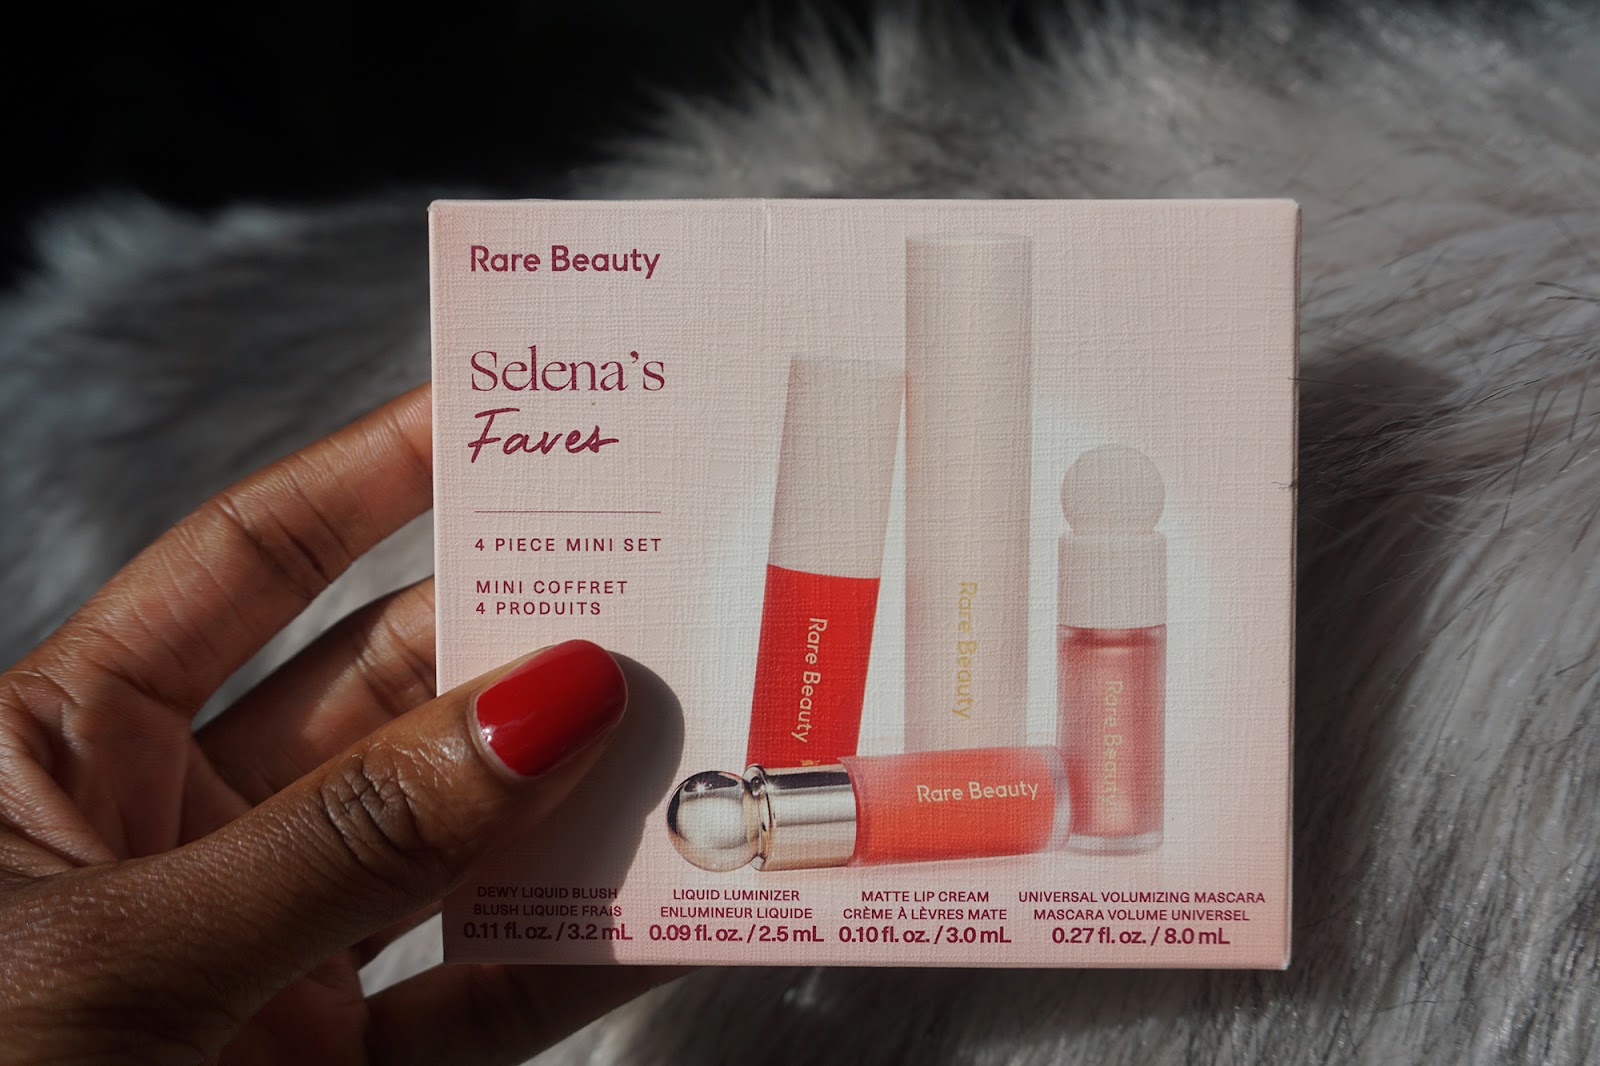 Rare Beauty
Selena's
Faves
4 PIECE MINI SET
MINI COFFRET
4 PRODUITS
Rare Beauty
Rare Beauty
Rare Beauty
Rare Beauty
DEWY LIQUID BLUSH
BLUSH LIQUIDE FRAIS
0.11 fl. oz. / 3.2 mL
LIQUID LUMINIZER
ENLUMINEUR LIQUIDE
0.09 fl. oz. / 2.5 mL
MATTE LIP CREAM
CRÈME À LÈVRES MATE
0.10 fl. oz. / 3.0 mL
UNIVERSAL VOLUMIZING MASCARA
MASCARA VOLUME UNIVERSEL
0.27 fl. oz. / 8.0 mL